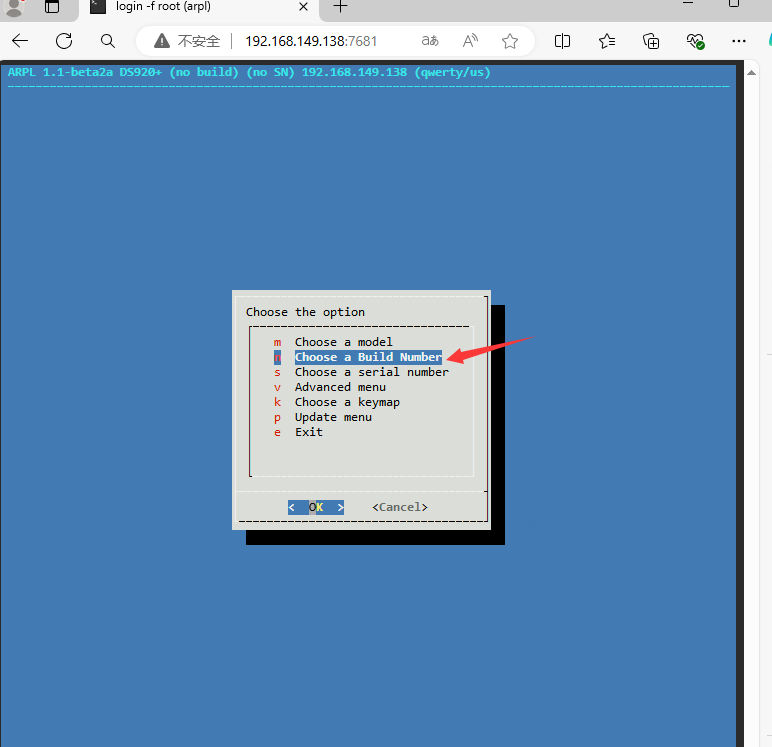 login -f root (arpl)
不安全 192.168.149.138:7681
ARPL 1.1-beta2a DS920+ (no build) (no SN) 192.168.149.138 (qwerty/us)
Choose the option
m Choose a model
n Choose a Build Number
s Choose a serial number
v Advanced menu
k Choose a keymap
p Update menu
e Exit
< OK > <Cancel>